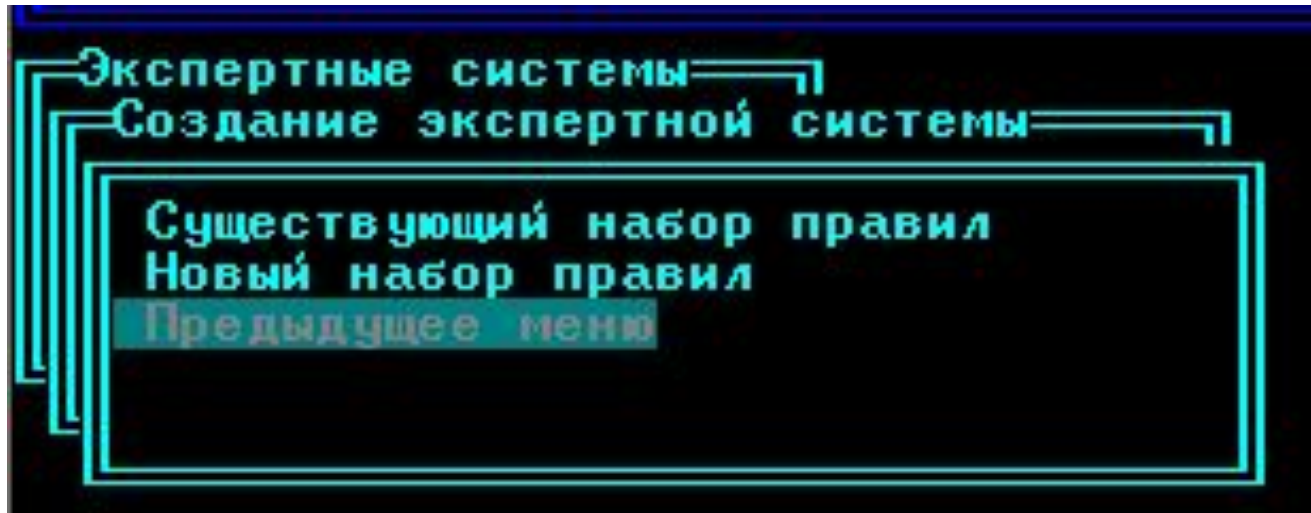 Экспертные системы
Создание экспертной системы
Существующий набор правил
Новый набор правил
Предыдущее меню